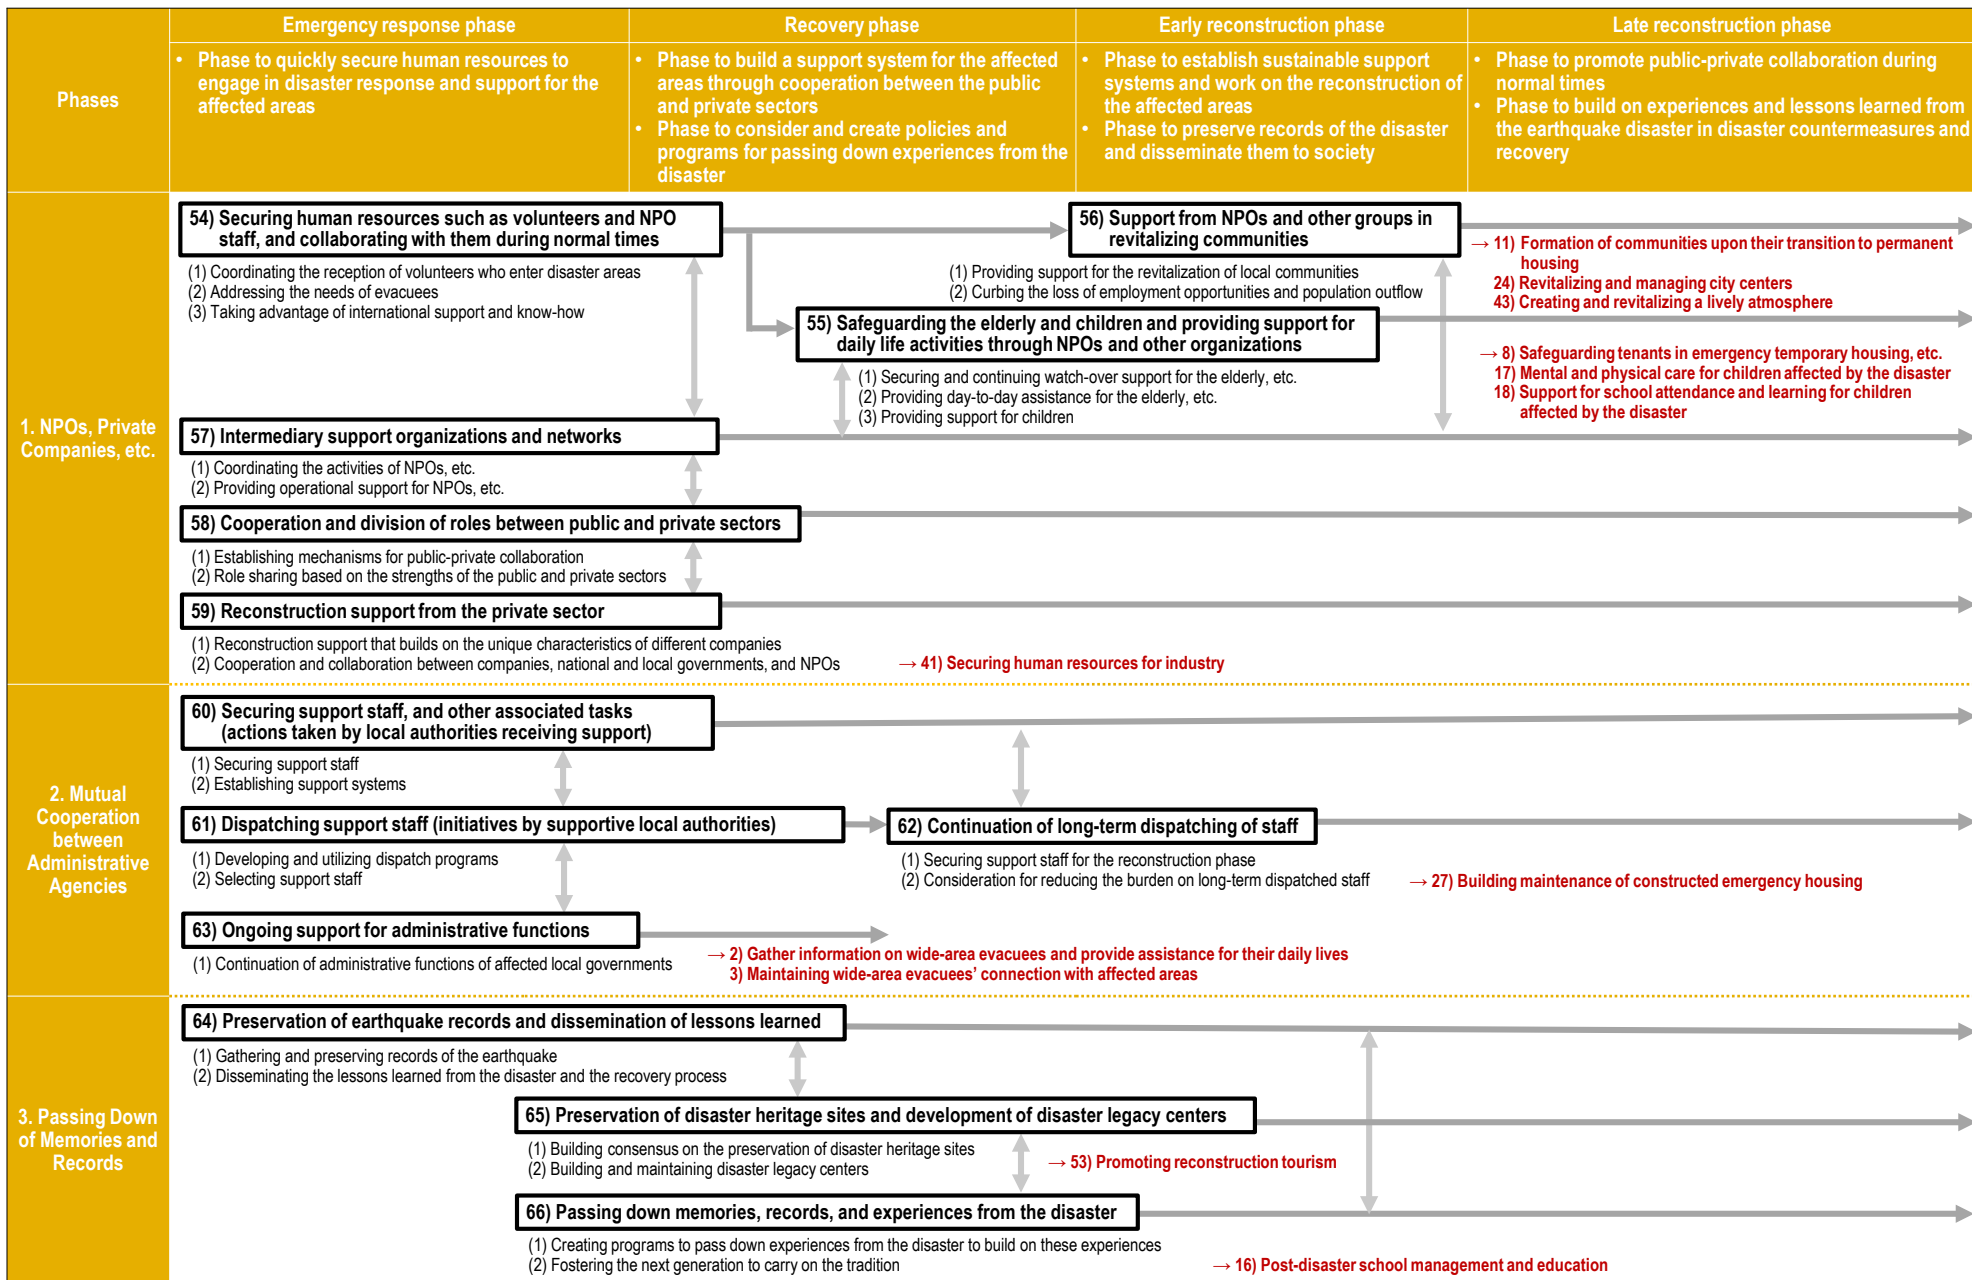 Phases
Emergency response phase
Recovery phase
Early reconstruction phase
Late reconstruction phase
• Phase to quickly secure human resources to
engage in disaster response and support for the
affected areas
• Phase to build a support system for the affected
areas through cooperation between the public
and private sectors
• Phase to consider and create policies and
programs for passing down experiences from the
disaster
• Phase to establish sustainable support
systems and work on the reconstruction of
the affected areas
• Phase to preserve records of the disaster
and disseminate them to society
• Phase to promote public-private collaboration during
normal times
• Phase to build on experiences and lessons learned from
the earthquake disaster in disaster countermeasures and
recovery
1. NPOs, Private
Companies, etc.
54) Securing human resources such as volunteers and NPO
staff, and collaborating with them during normal times
(1) Coordinating the reception of volunteers who enter disaster areas
(2) Addressing the needs of evacuees
(3) Taking advantage of international support and know-how
56) Support from NPOs and other groups in
revitalizing communities
(1) Providing support for the revitalization of local communities
(2) Curbing the loss of employment opportunities and population outflow
→ 11) Formation of communities upon their transition to permanent
housing
24) Revitalizing and managing city centers
43) Creating and revitalizing a lively atmosphere
55) Safeguarding the elderly and children and providing support for
daily life activities through NPOs and other organizations
(1) Securing and continuing watch-over support for the elderly, etc.
(2) Providing day-to-day assistance for the elderly, etc.
(3) Providing support for children
→ 8) Safeguarding tenants in emergency temporary housing, etc.
17) Mental and physical care for children affected by the disaster
18) Support for school attendance and learning for children
affected by the disaster
57) Intermediary support organizations and networks
(1) Coordinating the activities of NPOs, etc.
(2) Providing operational support for NPOs, etc.
58) Cooperation and division of roles between public and private sectors
(1) Establishing mechanisms for public-private collaboration
(2) Role sharing based on the strengths of the public and private sectors
59) Reconstruction support from the private sector
(1) Reconstruction support that builds on the unique characteristics of different companies
(2) Cooperation and collaboration between companies, national and local governments, and NPOs
→ 41) Securing human resources for industry
2. Mutual
Cooperation
between
Administrative
Agencies
60) Securing support staff, and other associated tasks
(actions taken by local authorities receiving support)
(1) Securing support staff
(2) Establishing support systems
61) Dispatching support staff (initiatives by supportive local authorities)
(1) Developing and utilizing dispatch programs
(2) Selecting support staff
62) Continuation of long-term dispatching of staff
(1) Securing support staff for the reconstruction phase
(2) Consideration for reducing the burden on long-term dispatched staff
→ 27) Building maintenance of constructed emergency housing
63) Ongoing support for administrative functions
(1) Continuation of administrative functions of affected local governments
→ 2) Gather information on wide-area evacuees and provide assistance for their daily lives
3) Maintaining wide-area evacuees’ connection with affected areas
3. Passing Down
of Memories and
Records
64) Preservation of earthquake records and dissemination of lessons learned
(1) Gathering and preserving records of the earthquake
(2) Disseminating the lessons learned from the disaster and the recovery process
65) Preservation of disaster heritage sites and development of disaster legacy centers
(1) Building consensus on the preservation of disaster heritage sites
(2) Building and maintaining disaster legacy centers
→ 53) Promoting reconstruction tourism
66) Passing down memories, records, and experiences from the disaster
(1) Creating programs to pass down experiences from the disaster to build on these experiences
(2) Fostering the next generation to carry on the tradition
→ 16) Post-disaster school management and education